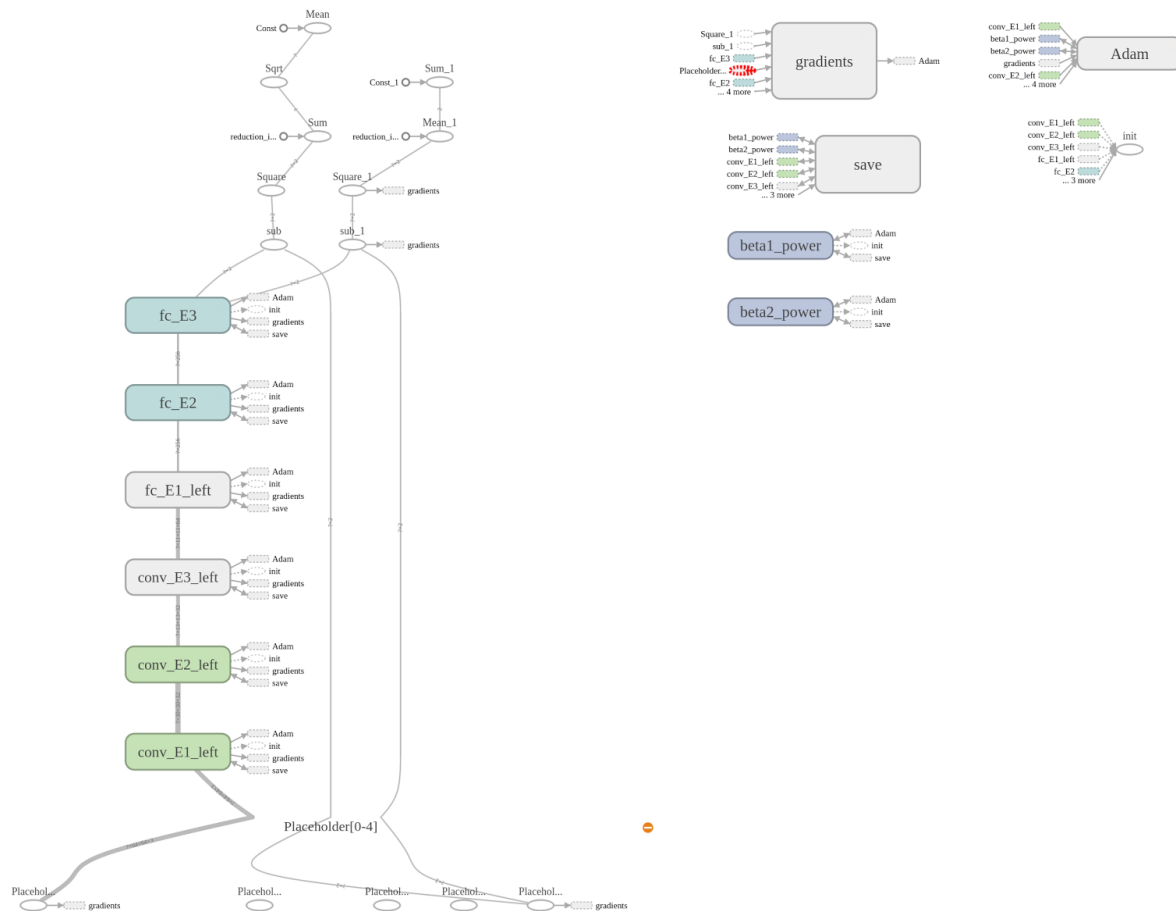 Mean
Const
Sqrt
Sum_1
Const_1
Sum
Mean_1
reduction_i...
reduction_i...
Square
Square_1
gradients
sub
sub_1
gradients
fc_E3
Adam
init
gradients
save
fc_E2
Adam
init
gradients
save
fc_E1_left
Adam
init
gradients
save
conv_E3_left
Adam
init
gradients
save
conv_E2_left
Adam
init
gradients
save
conv_E1_left
Adam
init
gradients
save
Placeholder[0-4]
Placehol...
gradients
Placehol...
Placehol...
Placehol...
Placehol...
gradients
Square_1
sub_1
fc_E3
Placeholder...
fc_E2
... 4 more
gradients
Adam
conv_E1_left
beta1_power
beta2_power
gradients
conv_E2_left
... 4 more
Adam
beta1_power
beta2_power
conv_E1_left
conv_E2_left
conv_E3_left
... 3 more
save
conv_E1_left
conv_E2_left
conv_E3_left
fc_E1_left
fc_E2
... 3 more
init
beta1_power
Adam
init
save
beta2_power
Adam
init
save